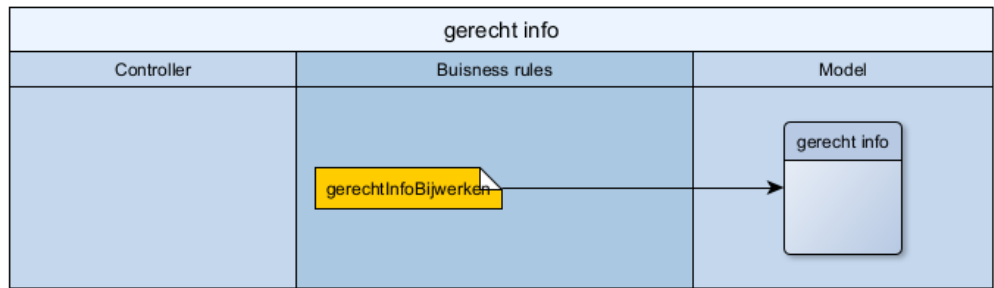 gerecht info
Controller
Buisness rules
Model
gerecht info
gerechtInfoBijwerken